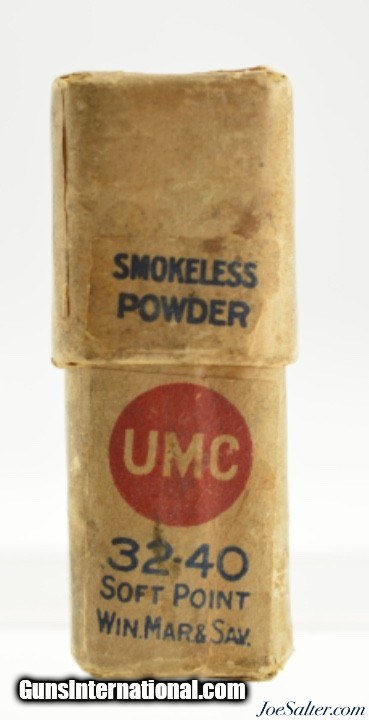 SMOKELESS
POWDER
UMC
32-40
SOFT POINT
WIN. MAR & SAV.
GunsInternational.com
JoeSalter.com